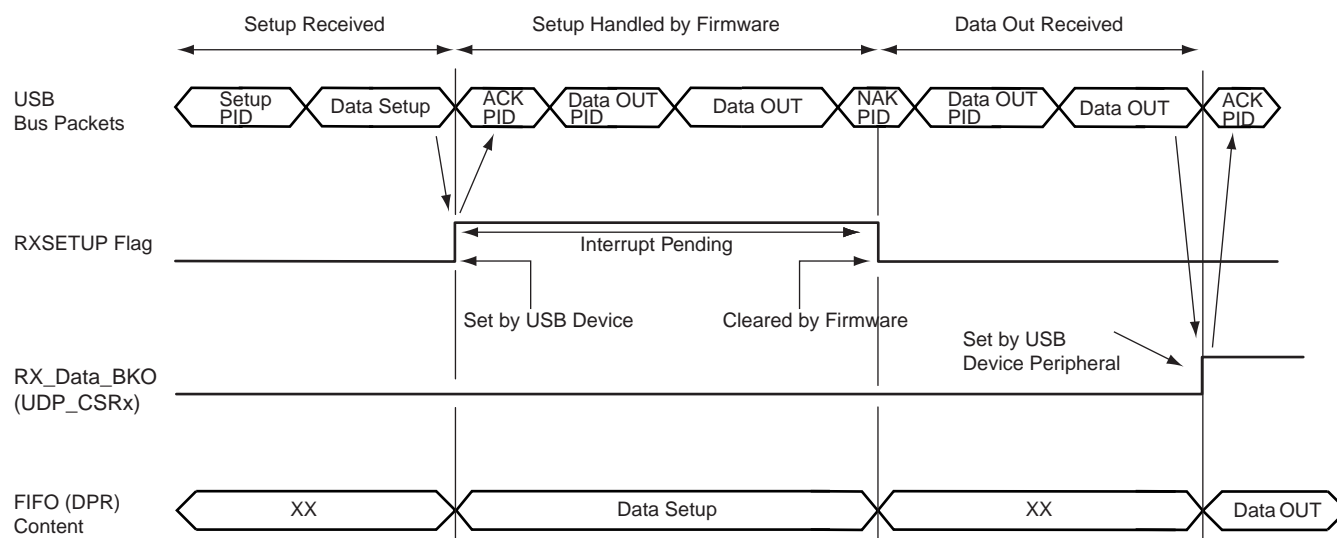 Setup Received
Setup Handled by Firmware
Data Out Received
USB
Bus Packets
Setup
PID
Data Setup
ACK
PID
Data OUT
PID
Data OUT
NAK
PID
Data OUT
PID
Data OUT
ACK
PID
RXSETUP Flag
Interrupt Pending
Set by USB Device
Cleared by Firmware
Set by USB
Device Peripheral
RX_Data_BKO
(UDP_CSRx)
FIFO (DPR)
Content
XX
Data Setup
XX
Data OUT